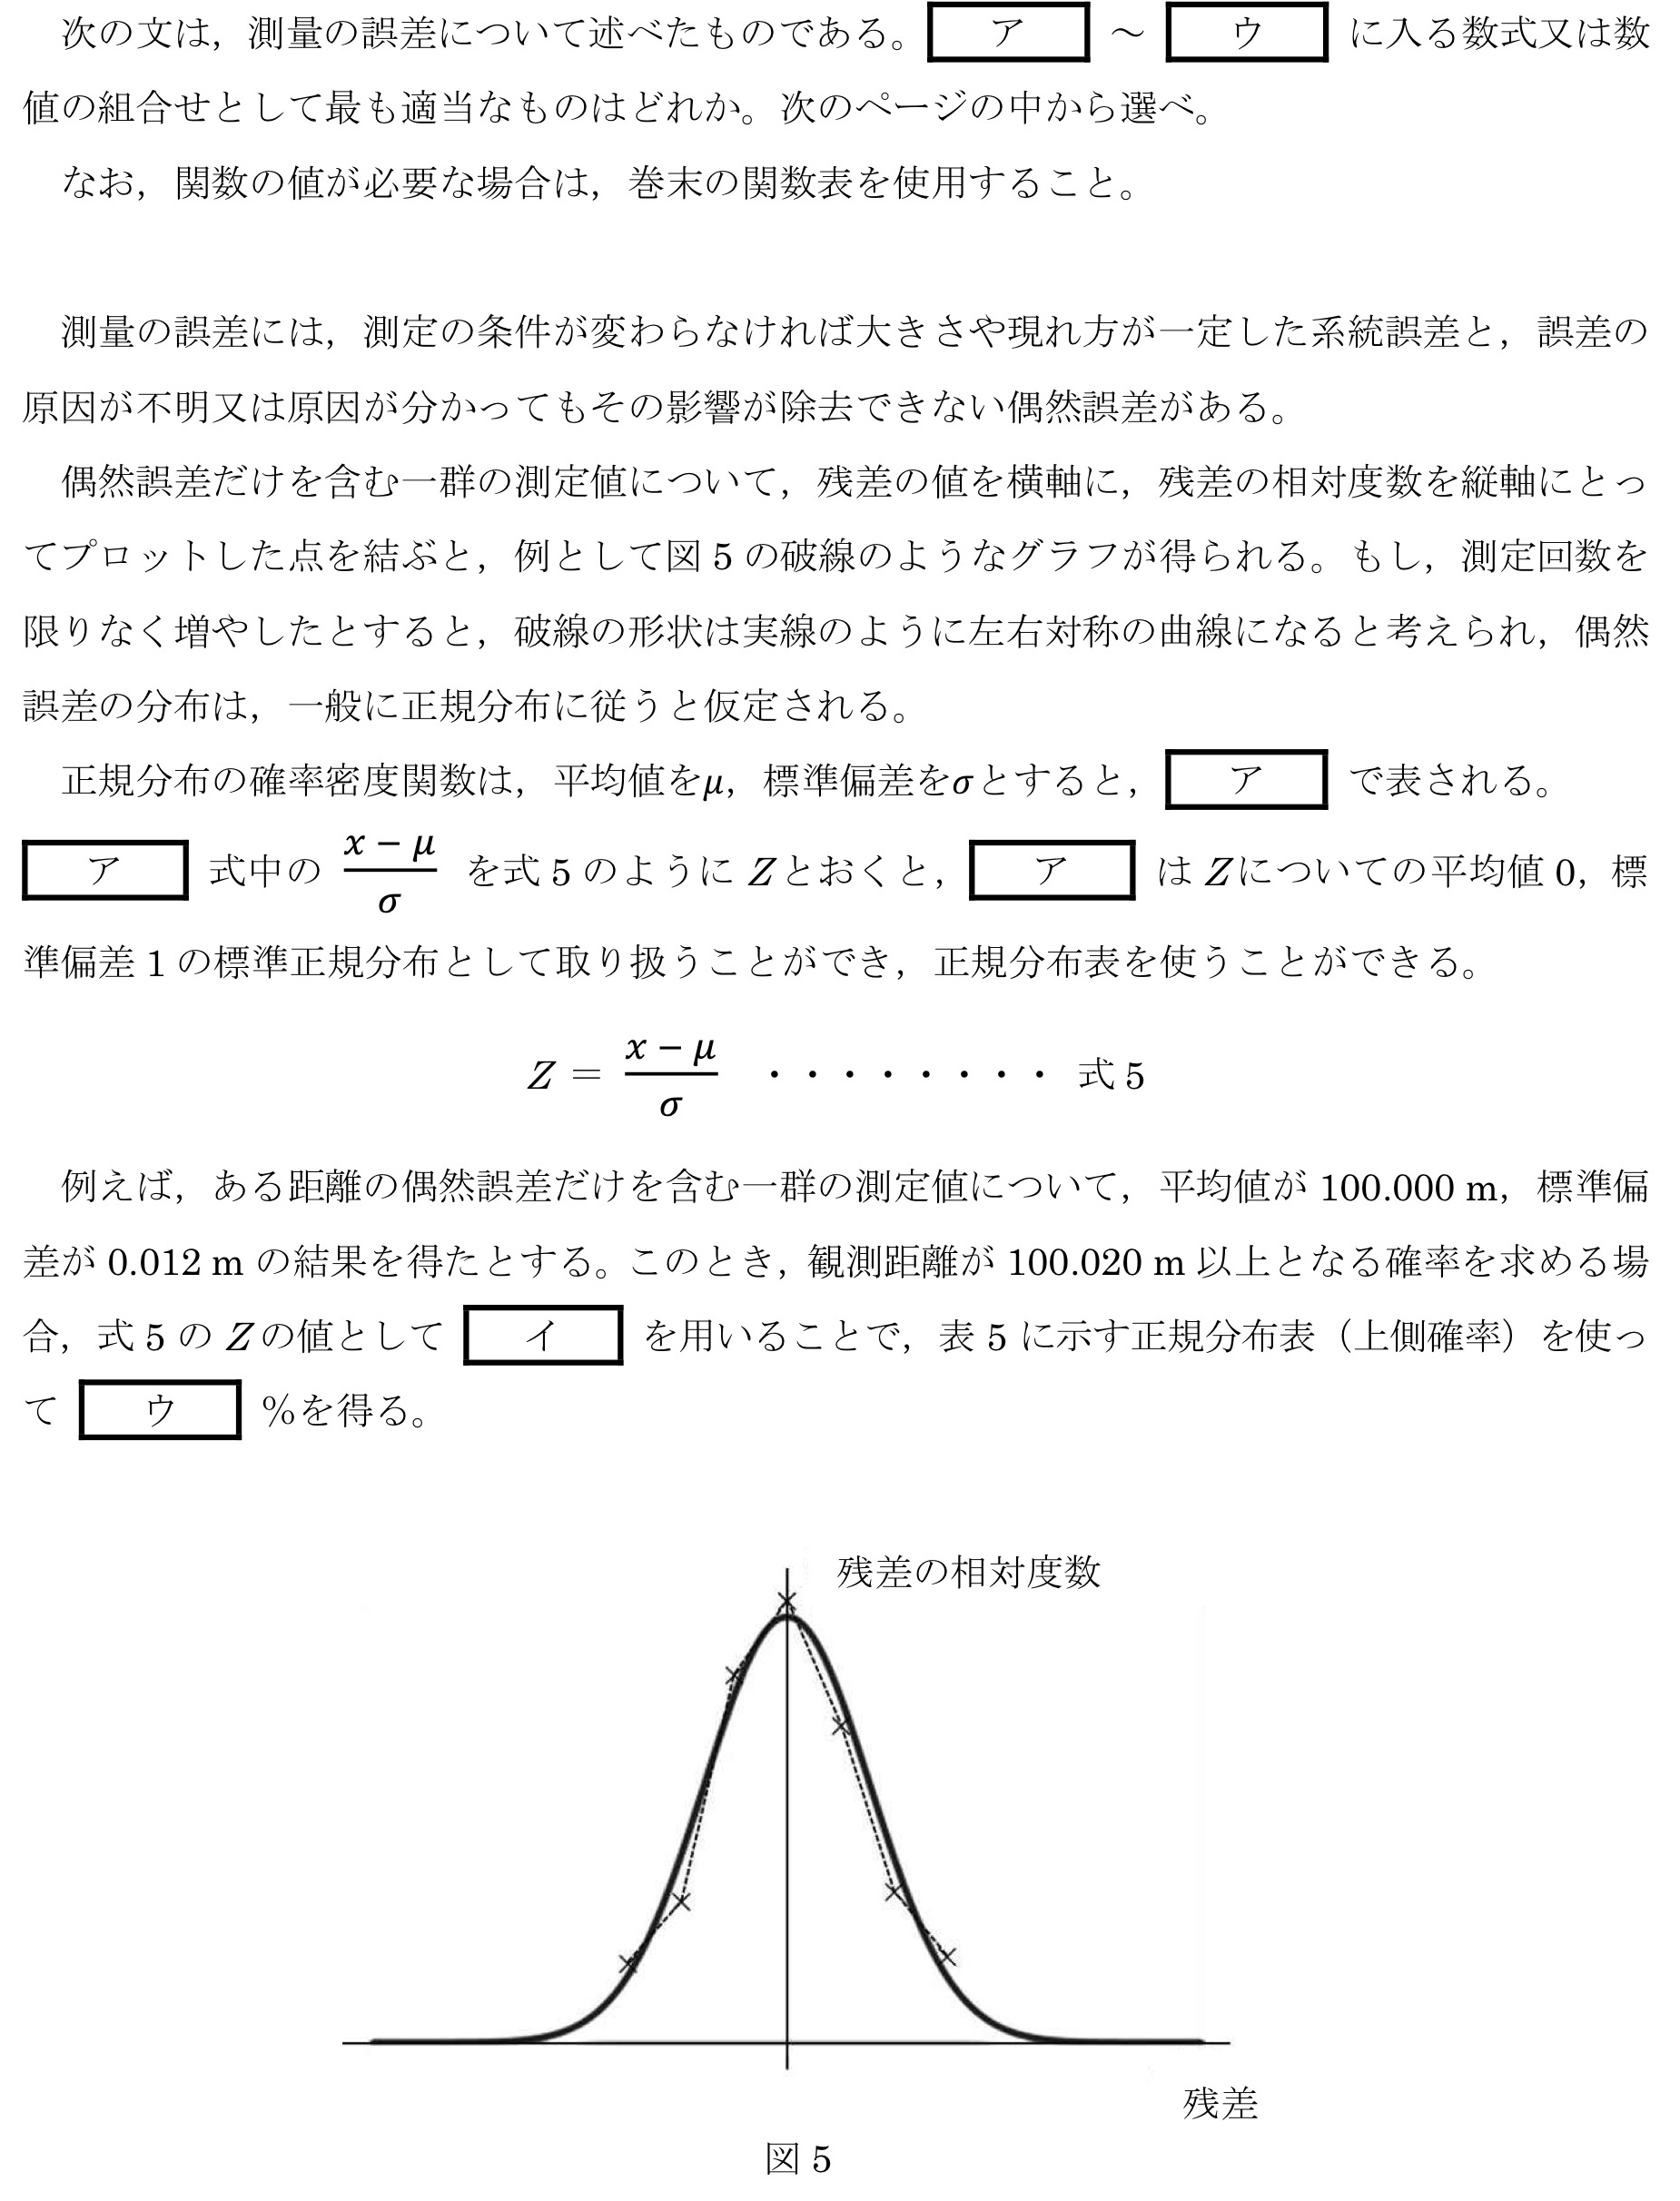 次の文は，測量の誤差について述べたものである。 ア ～ ウ に入る数式又は数
値の組合せとして最も適当なものはどれか。次のページの中から選べ。
なお，関数の値が必要な場合は，巻末の関数表を使用すること。
測量の誤差には，測定の条件が変わらなければ大きさや現れ方が一定した系統誤差と，誤差の
原因が不明又は原因が分かってもその影響が除去できない偶然誤差がある。
偶然誤差だけを含む一群の測定値について，残差の値を横軸に，残差の相対度数を縦軸にとっ
てプロットした点を結ぶと，例として図 5 の破線のようなグラフが得られる。もし，測定回数を
限りなく増やしたとすると，破線の形状は実線のように左右対称の曲線になると考えられ，偶然
誤差の分布は，一般に正規分布に従うと仮定される。
正規分布の確率密度関数は，平均値をμ，標準偏差をσとすると， ア で表される。
ア 式中の (x − μ)/σ を式 5 のように Z とおくと， ア は Z についての平均値 0，標
準偏差 1 の標準正規分布として取り扱うことができ，正規分布表を使うことができる。
Z = (x − μ)/σ ・・・・・・・・ 式 5
例えば，ある距離の偶然誤差だけを含む一群の測定値について，平均値が 100.000 m，標準偏
差が 0.012 m の結果を得たとする。このとき，観測距離が 100.020 m 以上となる確率を求める場
合，式 5 の Z の値として イ を用いることで，表 5 に示す正規分布表（上側確率）を使っ
て ウ ％を得る。
残差の相対度数
残差
図 5